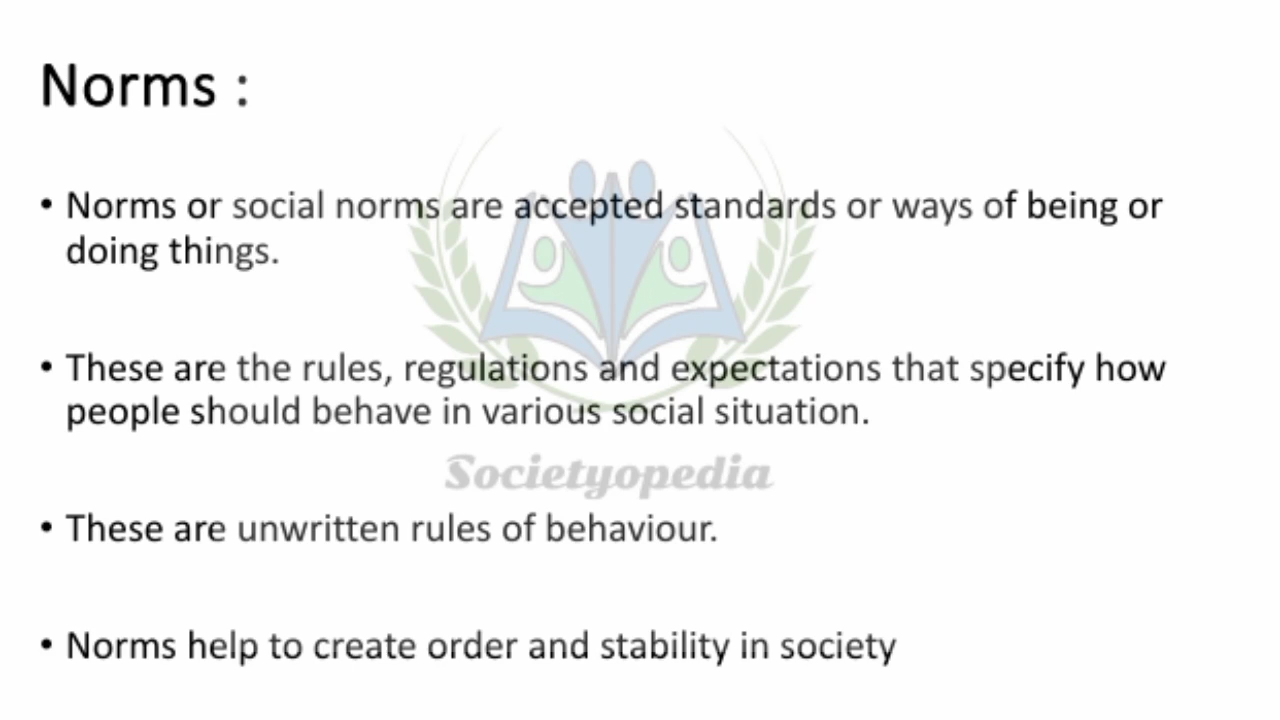 Norms :
• Norms or social norms are accepted standards or ways of being or
doing things.
• These are the rules, regulations and expectations that specify how
people should behave in various social situation.
Societyopedia
• These are unwritten rules of behaviour.
• Norms help to create order and stability in society